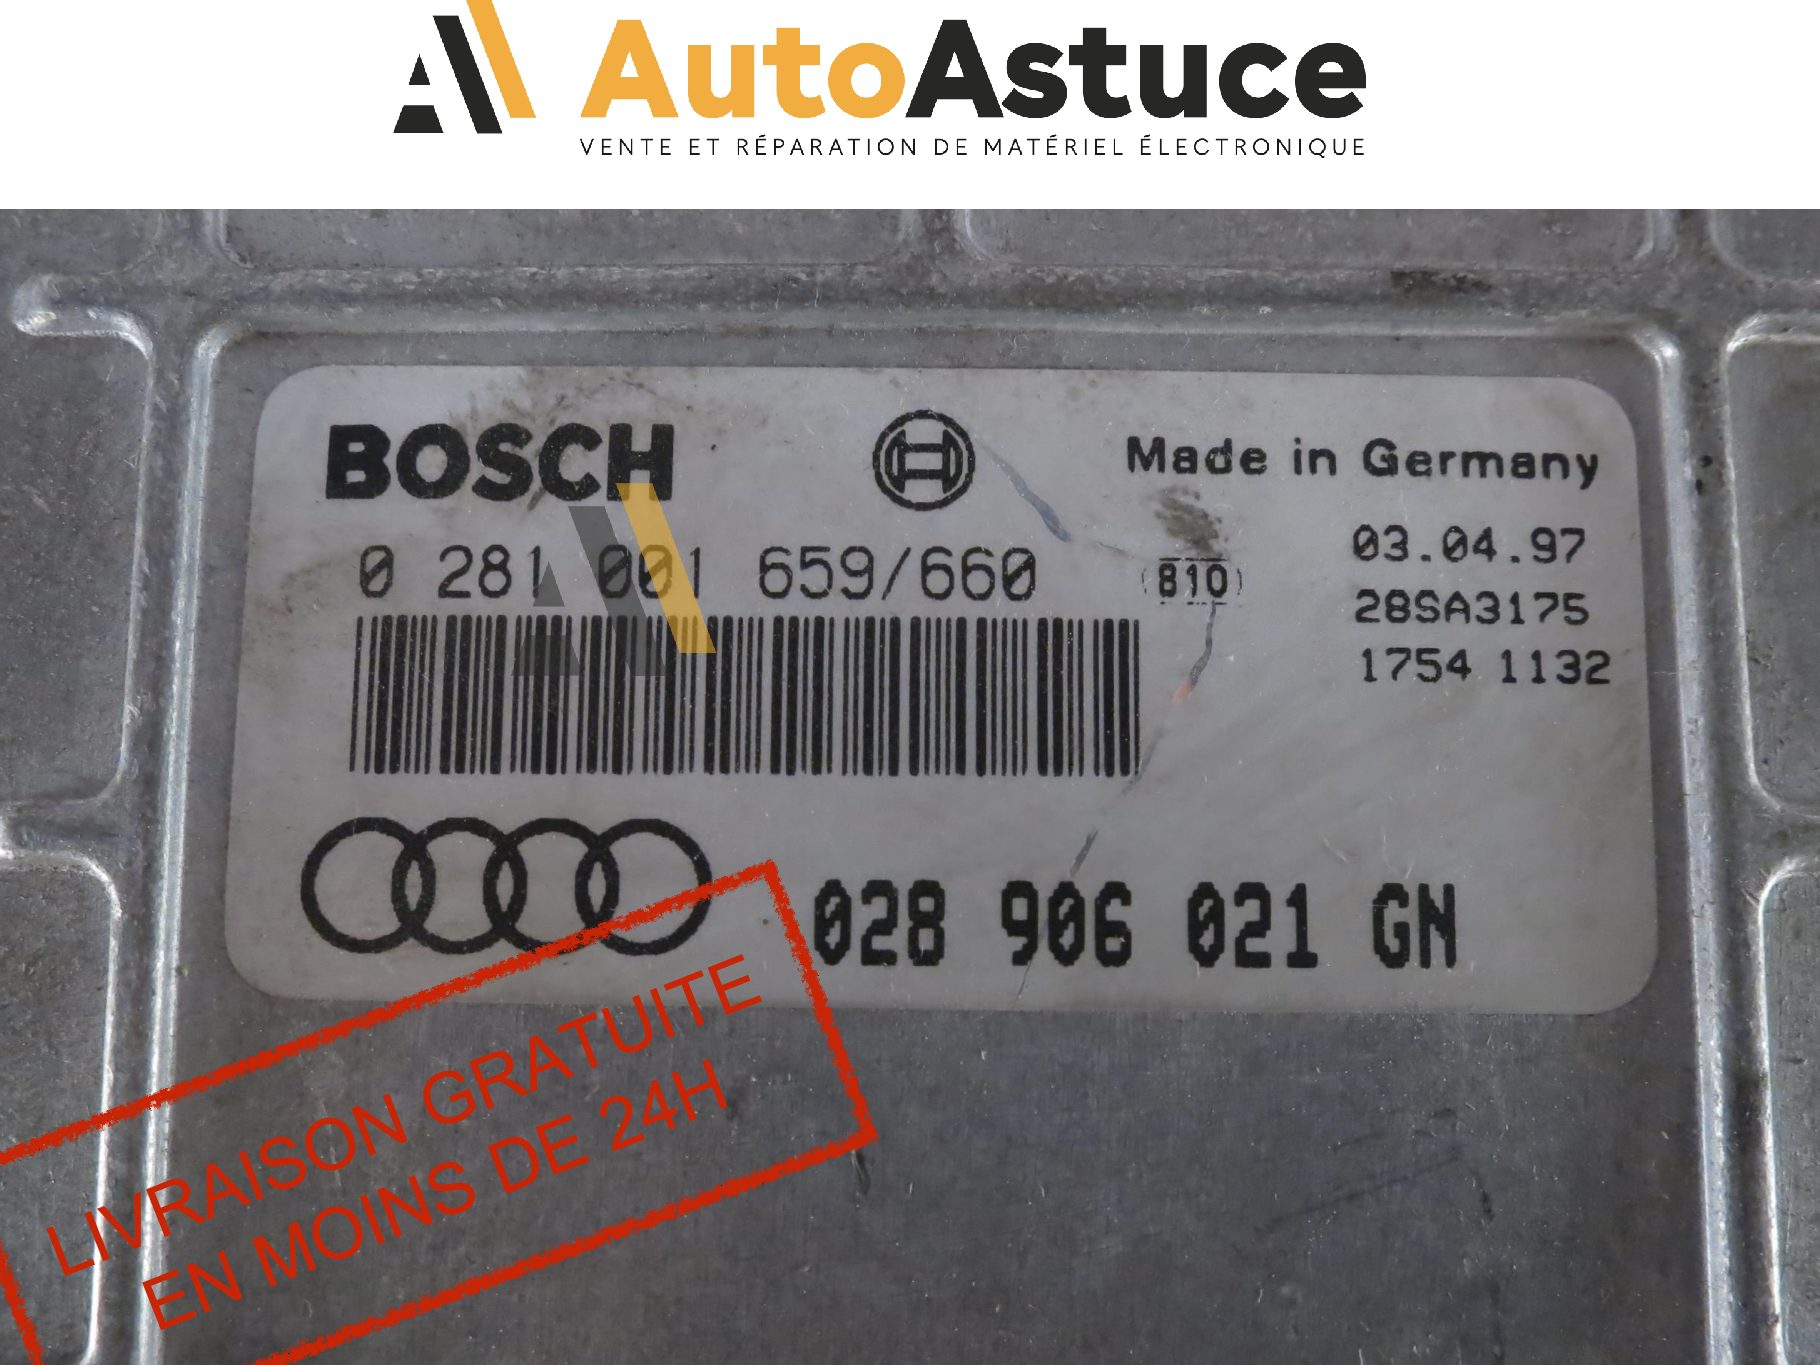 AutoAstuce
VENTE ET RÉPARATION DE MATÉRIEL ÉLECTRONIQUE
BOSCH
Made in Germany
0 281 001 659/660
810
03.04.97
28SA3175
1754 1132
028 906 021 GN
LIVRAISON GRATUITE
EN MOINS DE 24H